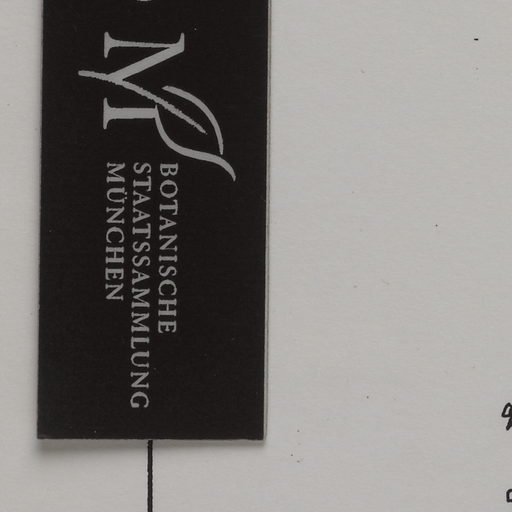 M
BOTANISCHE
STAATSSAMMLUNG
MÜNCHEN